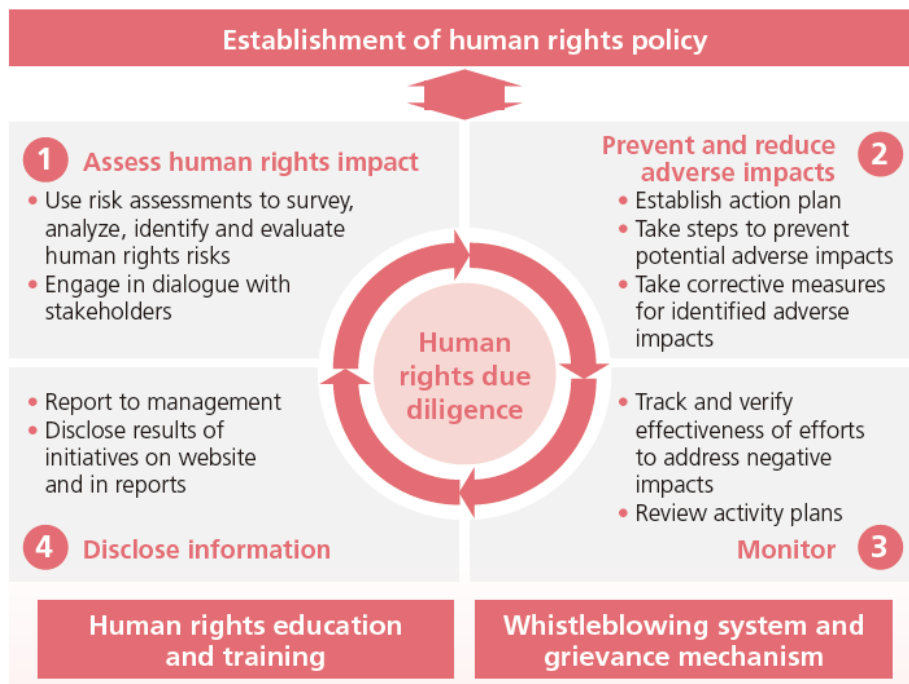 Establishment of human rights policy
1 Assess human rights impact
• Use risk assessments to survey,
analyze, identify and evaluate
human rights risks
• Engage in dialogue with
stakeholders
Prevent and reduce
adverse impacts 2
• Establish action plan
• Take steps to prevent
potential adverse impacts
• Take corrective measures
for identified adverse
impacts
Human
rights due
diligence
• Track and verify
effectiveness of efforts
to address negative
impacts
• Review activity plans
Monitor 3
• Report to management
• Disclose results of
initiatives on website
and in reports
4 Disclose information
Human rights education
and training
Whistleblowing system and
grievance mechanism